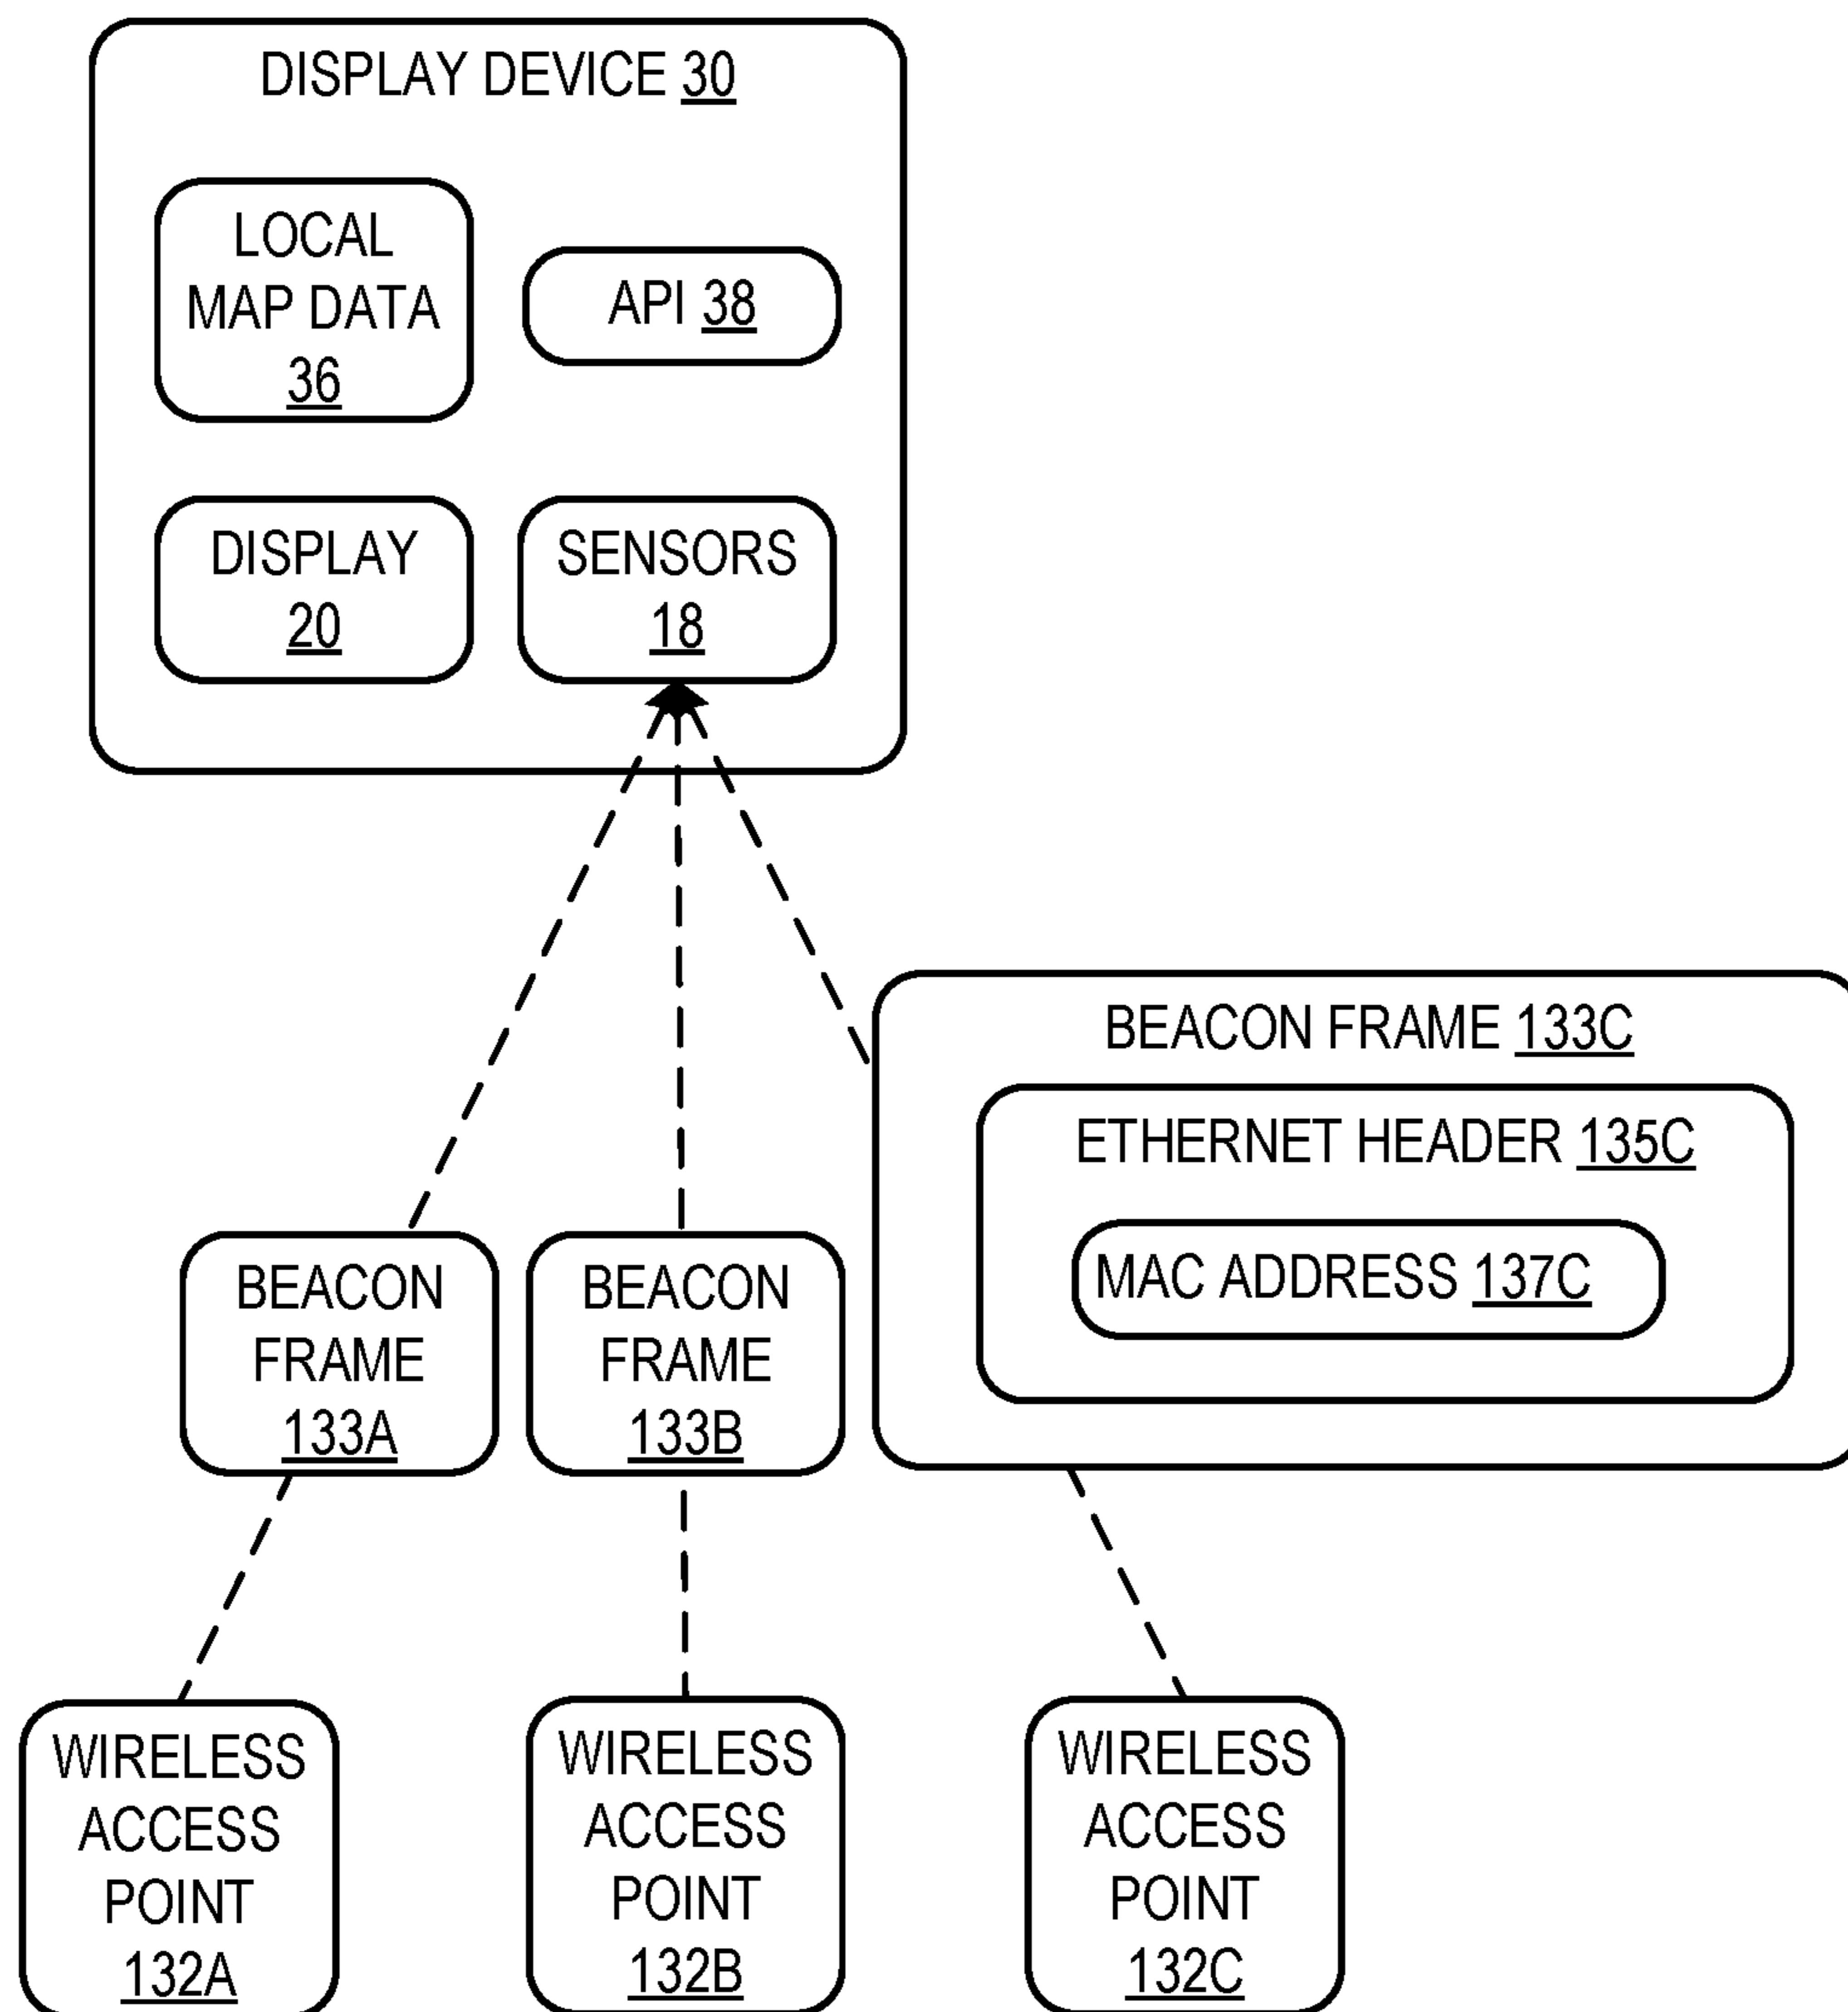 DISPLAY DEVICE 30
LOCAL
MAP DATA
36
API 38
DISPLAY
20
SENSORS
18
BEACON FRAME 133C
ETHERNET HEADER 135C
MAC ADDRESS 137C
BEACON
FRAME
133A
BEACON
FRAME
133B
WIRELESS
ACCESS
POINT
132A
WIRELESS
ACCESS
POINT
132B
WIRELESS
ACCESS
POINT
132C